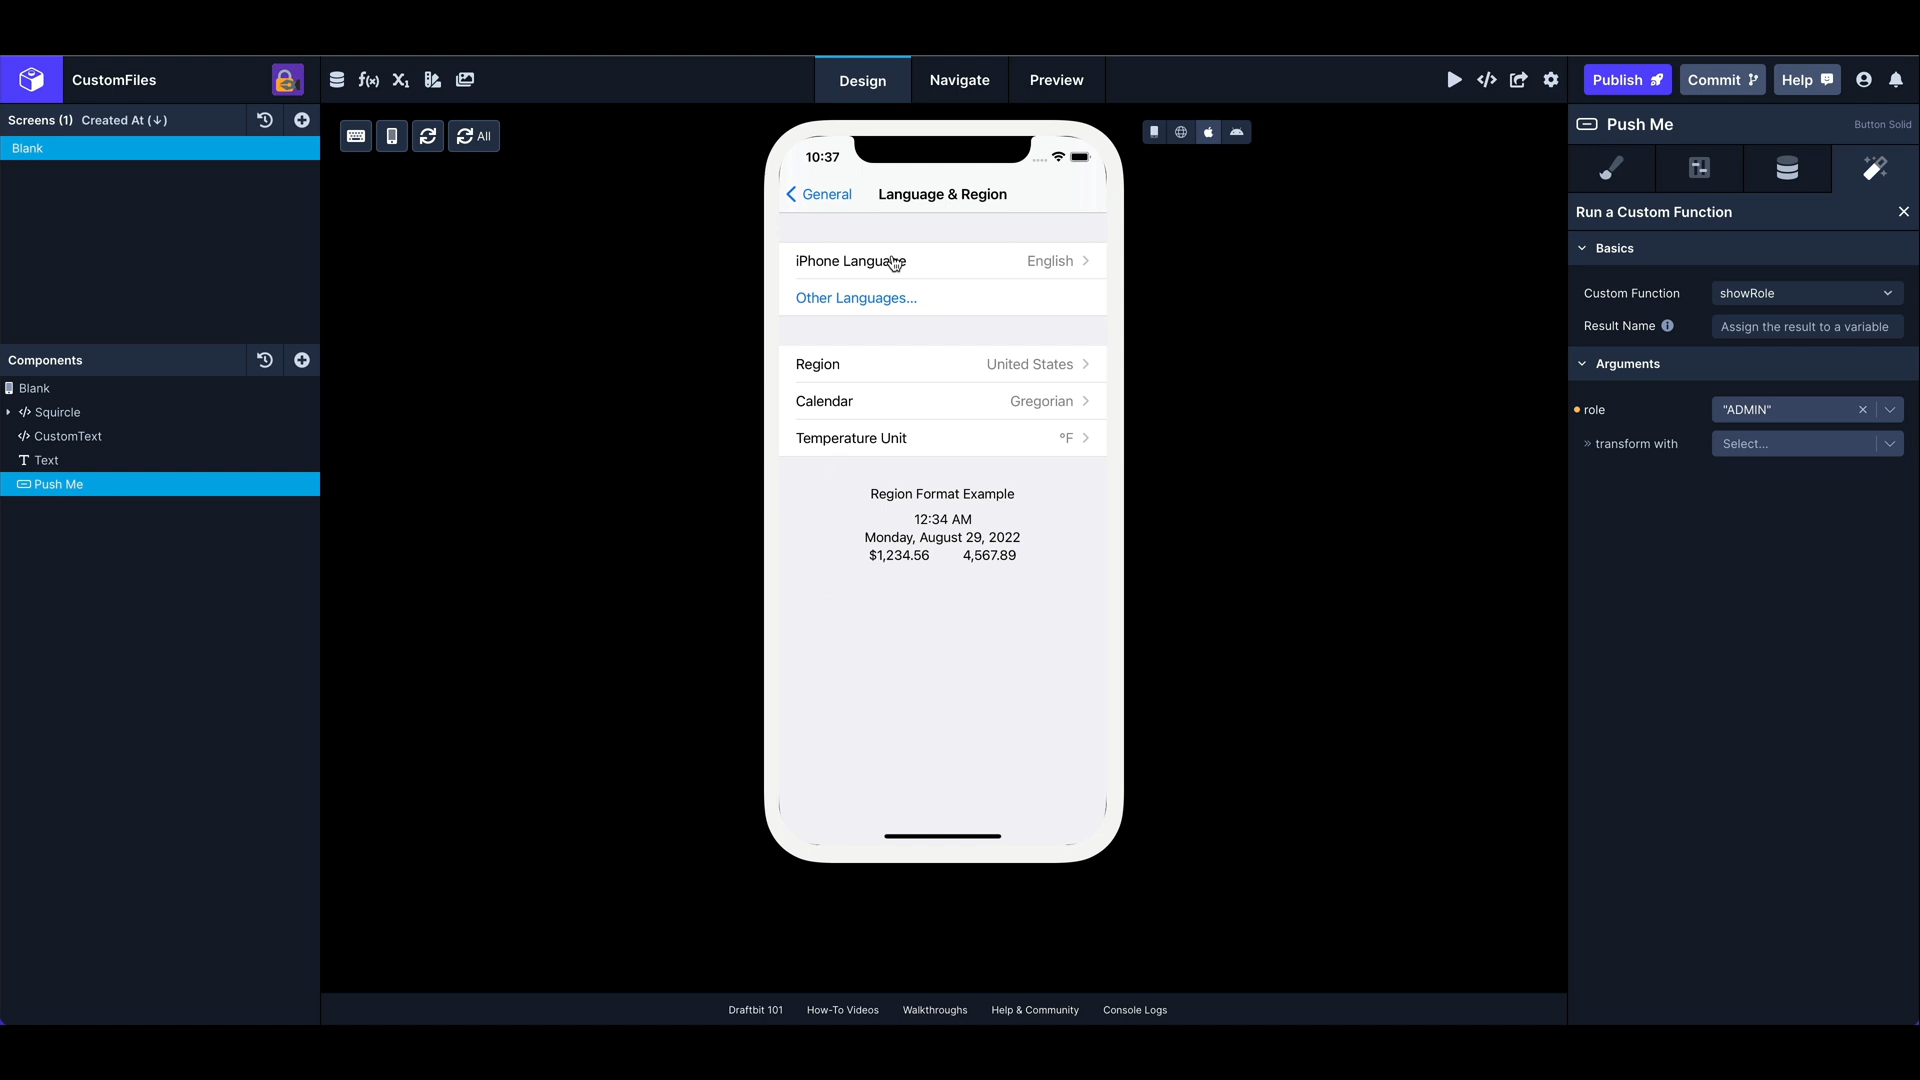 CustomFiles
f(x)
X1
Design
Navigate
Preview
Publish
Commit
Help
Screens (1) Created At (↓)
Blank
All
Components
Blank
Squircle
CustomText
Text
Push Me
10:37
General
Language & Region
iPhone Language
English
Other Languages...
Region
United States
Calendar
Gregorian
Temperature Unit
°F
Region Format Example
12:34 AM
Monday, August 29, 2022
$1,234.56 4,567.89
Push Me
Button Solid
Run a Custom Function
Basics
Custom Function
showRole
Result Name
Assign the result to a variable
Arguments
role
"ADMIN"
transform with
Select...
Draftbit 101
How-To Videos
Walkthroughs
Help & Community
Console Logs